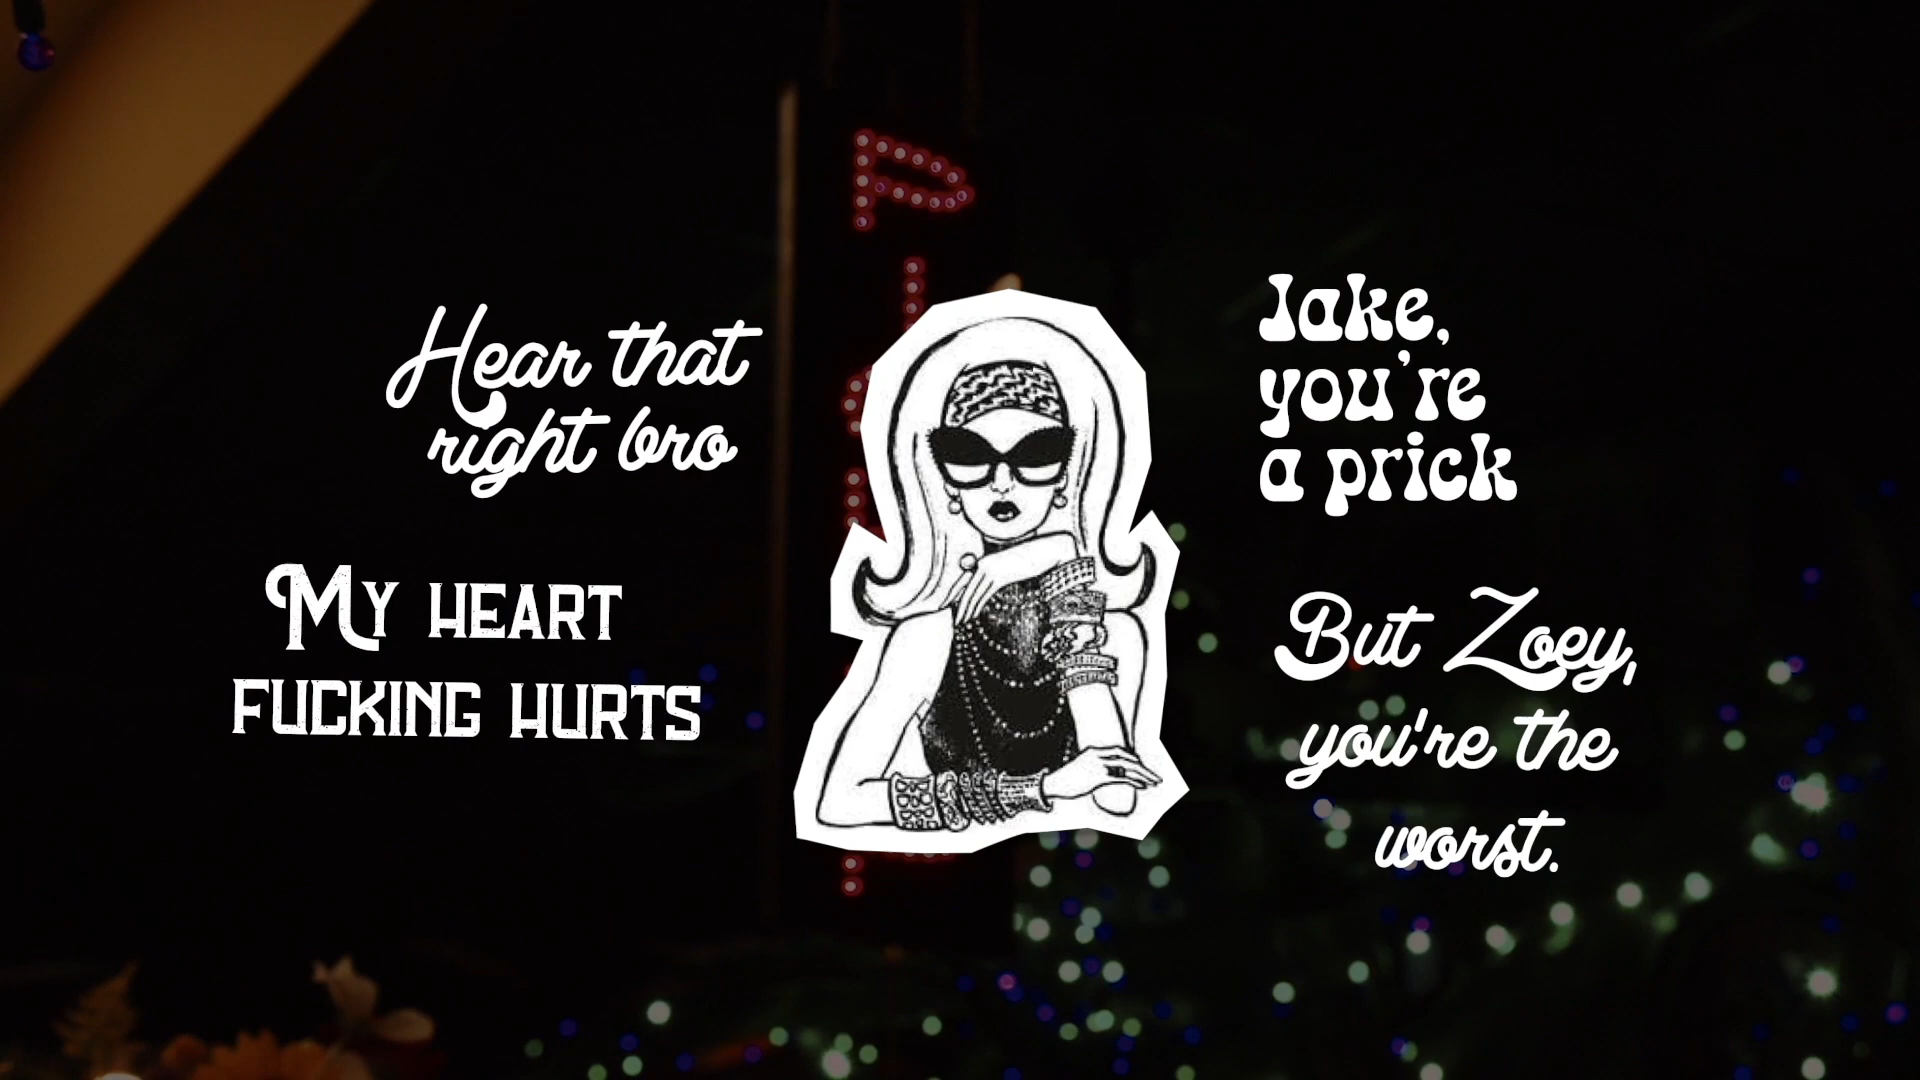 Hear that
right bro
My heart
fucking hurts
Jake,
you're
a prick
But Zoey,
you're the
worst.